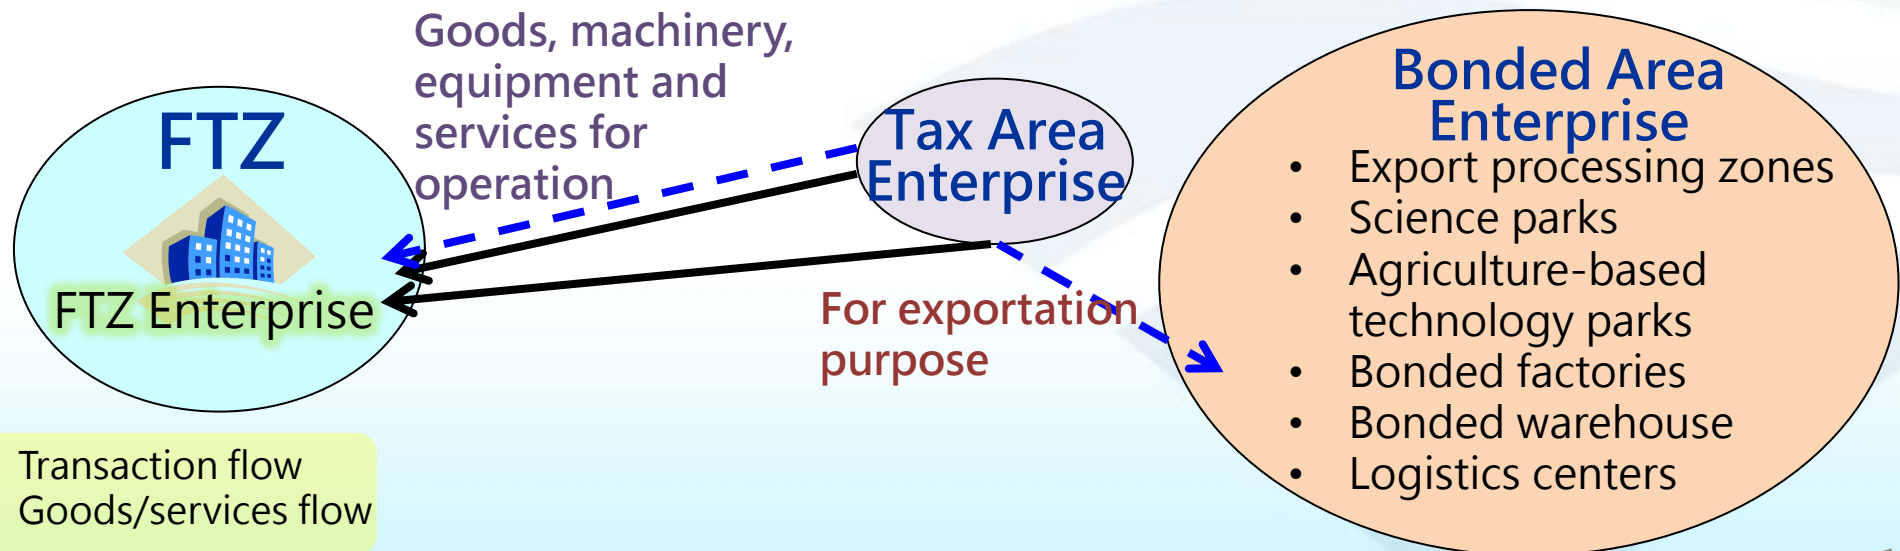 Goods, machinery,
equipment and
services for
operation
FTZ
FTZ Enterprise
Tax Area
Enterprise
For exportation
purpose
Bonded Area
Enterprise
• Export processing zones
• Science parks
• Agriculture-based
technology parks
• Bonded factories
• Bonded warehouse
• Logistics centers
Transaction flow
Goods/services flow